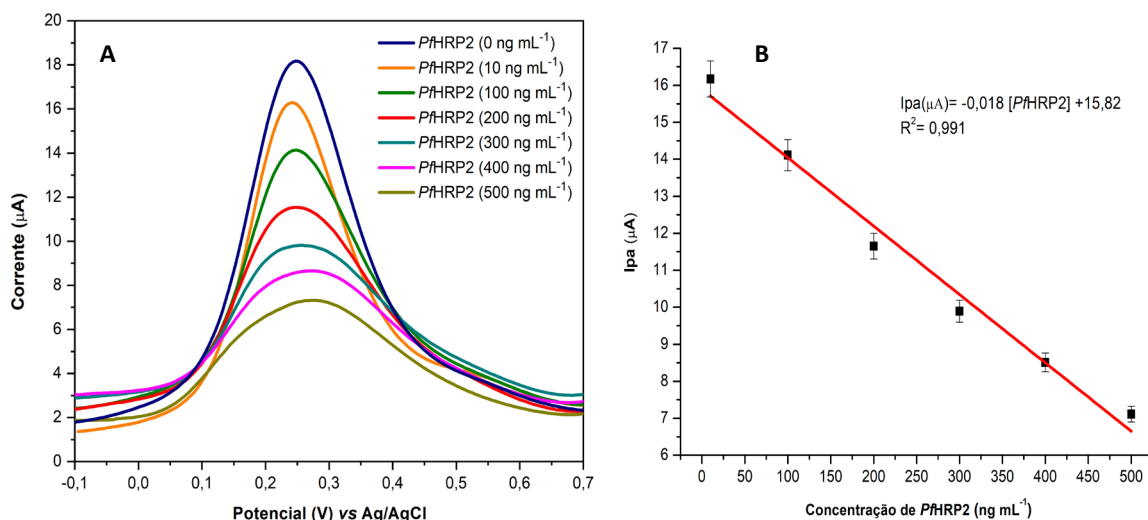 A
PfHRP2 (0 ng mL⁻¹)
PfHRP2 (10 ng mL⁻¹)
PfHRP2 (100 ng mL⁻¹)
PfHRP2 (200 ng mL⁻¹)
PfHRP2 (300 ng mL⁻¹)
PfHRP2 (400 ng mL⁻¹)
PfHRP2 (500 ng mL⁻¹)
Corrente (µA)
20
18
16
14
12
10
8
6
4
2
0
-0,1 0,0 0,1 0,2 0,3 0,4 0,5 0,6 0,7
Potencial (V) vs Ag/AgCl
B
Ipa(µA)= -0,018 [PfHRP2] +15,82
R²= 0,991
Ipa (µA)
17
16
15
14
13
12
11
10
9
8
7
6
0 50 100 150 200 250 300 350 400 450 500
Concentração de PfHRP2 (ng mL⁻¹)